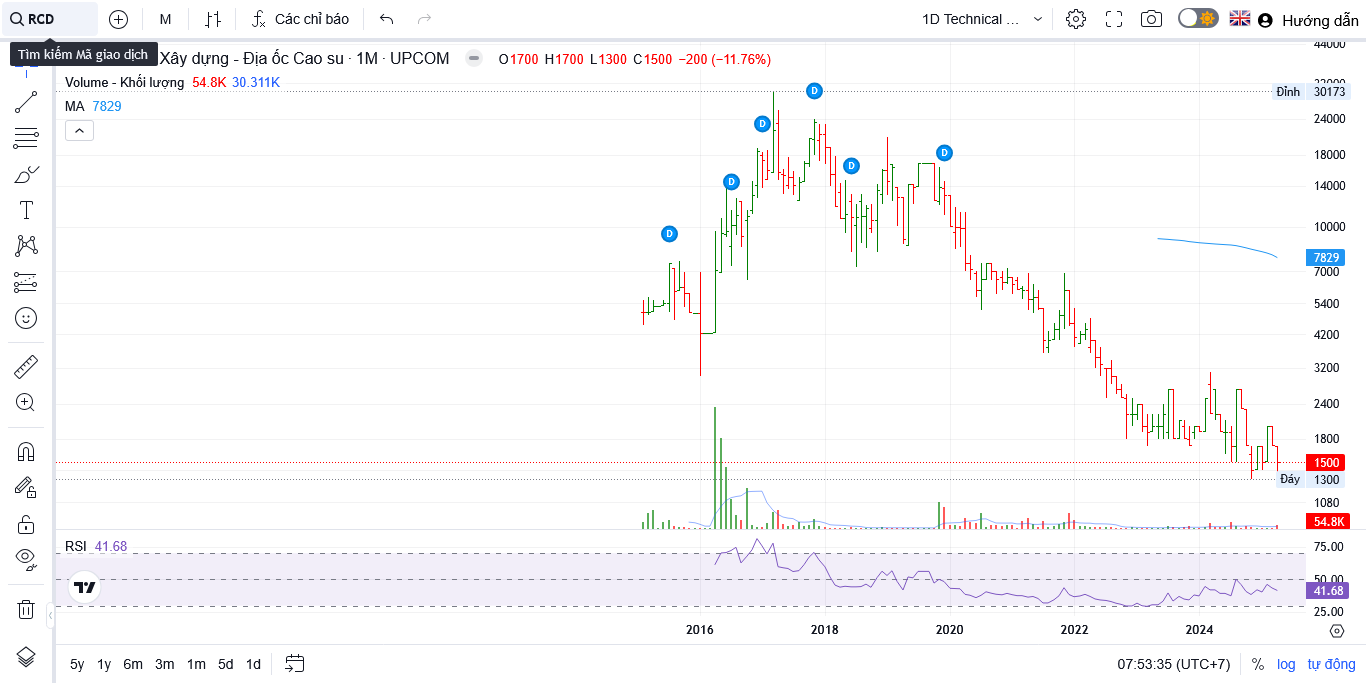 RCD
M
Các chỉ báo
1D Technical ...
Hướng dẫn
Tìm kiếm Mã giao dịch
Xây dựng - Địa ốc Cao su · 1M · UPCOM
O1700 H1700 L1300 C1500 −200 (−11.76%)
Volume - Khối lượng 54.8K 30.311K
MA 7829
D
D
D
D
D
D
44000
Đỉnh 30173
24000
18000
14000
10000
7829
7000
5400
4200
3200
2400
1800
1500
Đáy 1300
1080
54.8K
RSI 41.68
75.00
50.00
41.68
25.00
2016 2018 2020 2022 2024
5y 1y 6m 3m 1m 5d 1d
07:53:35 (UTC+7) % log tự động